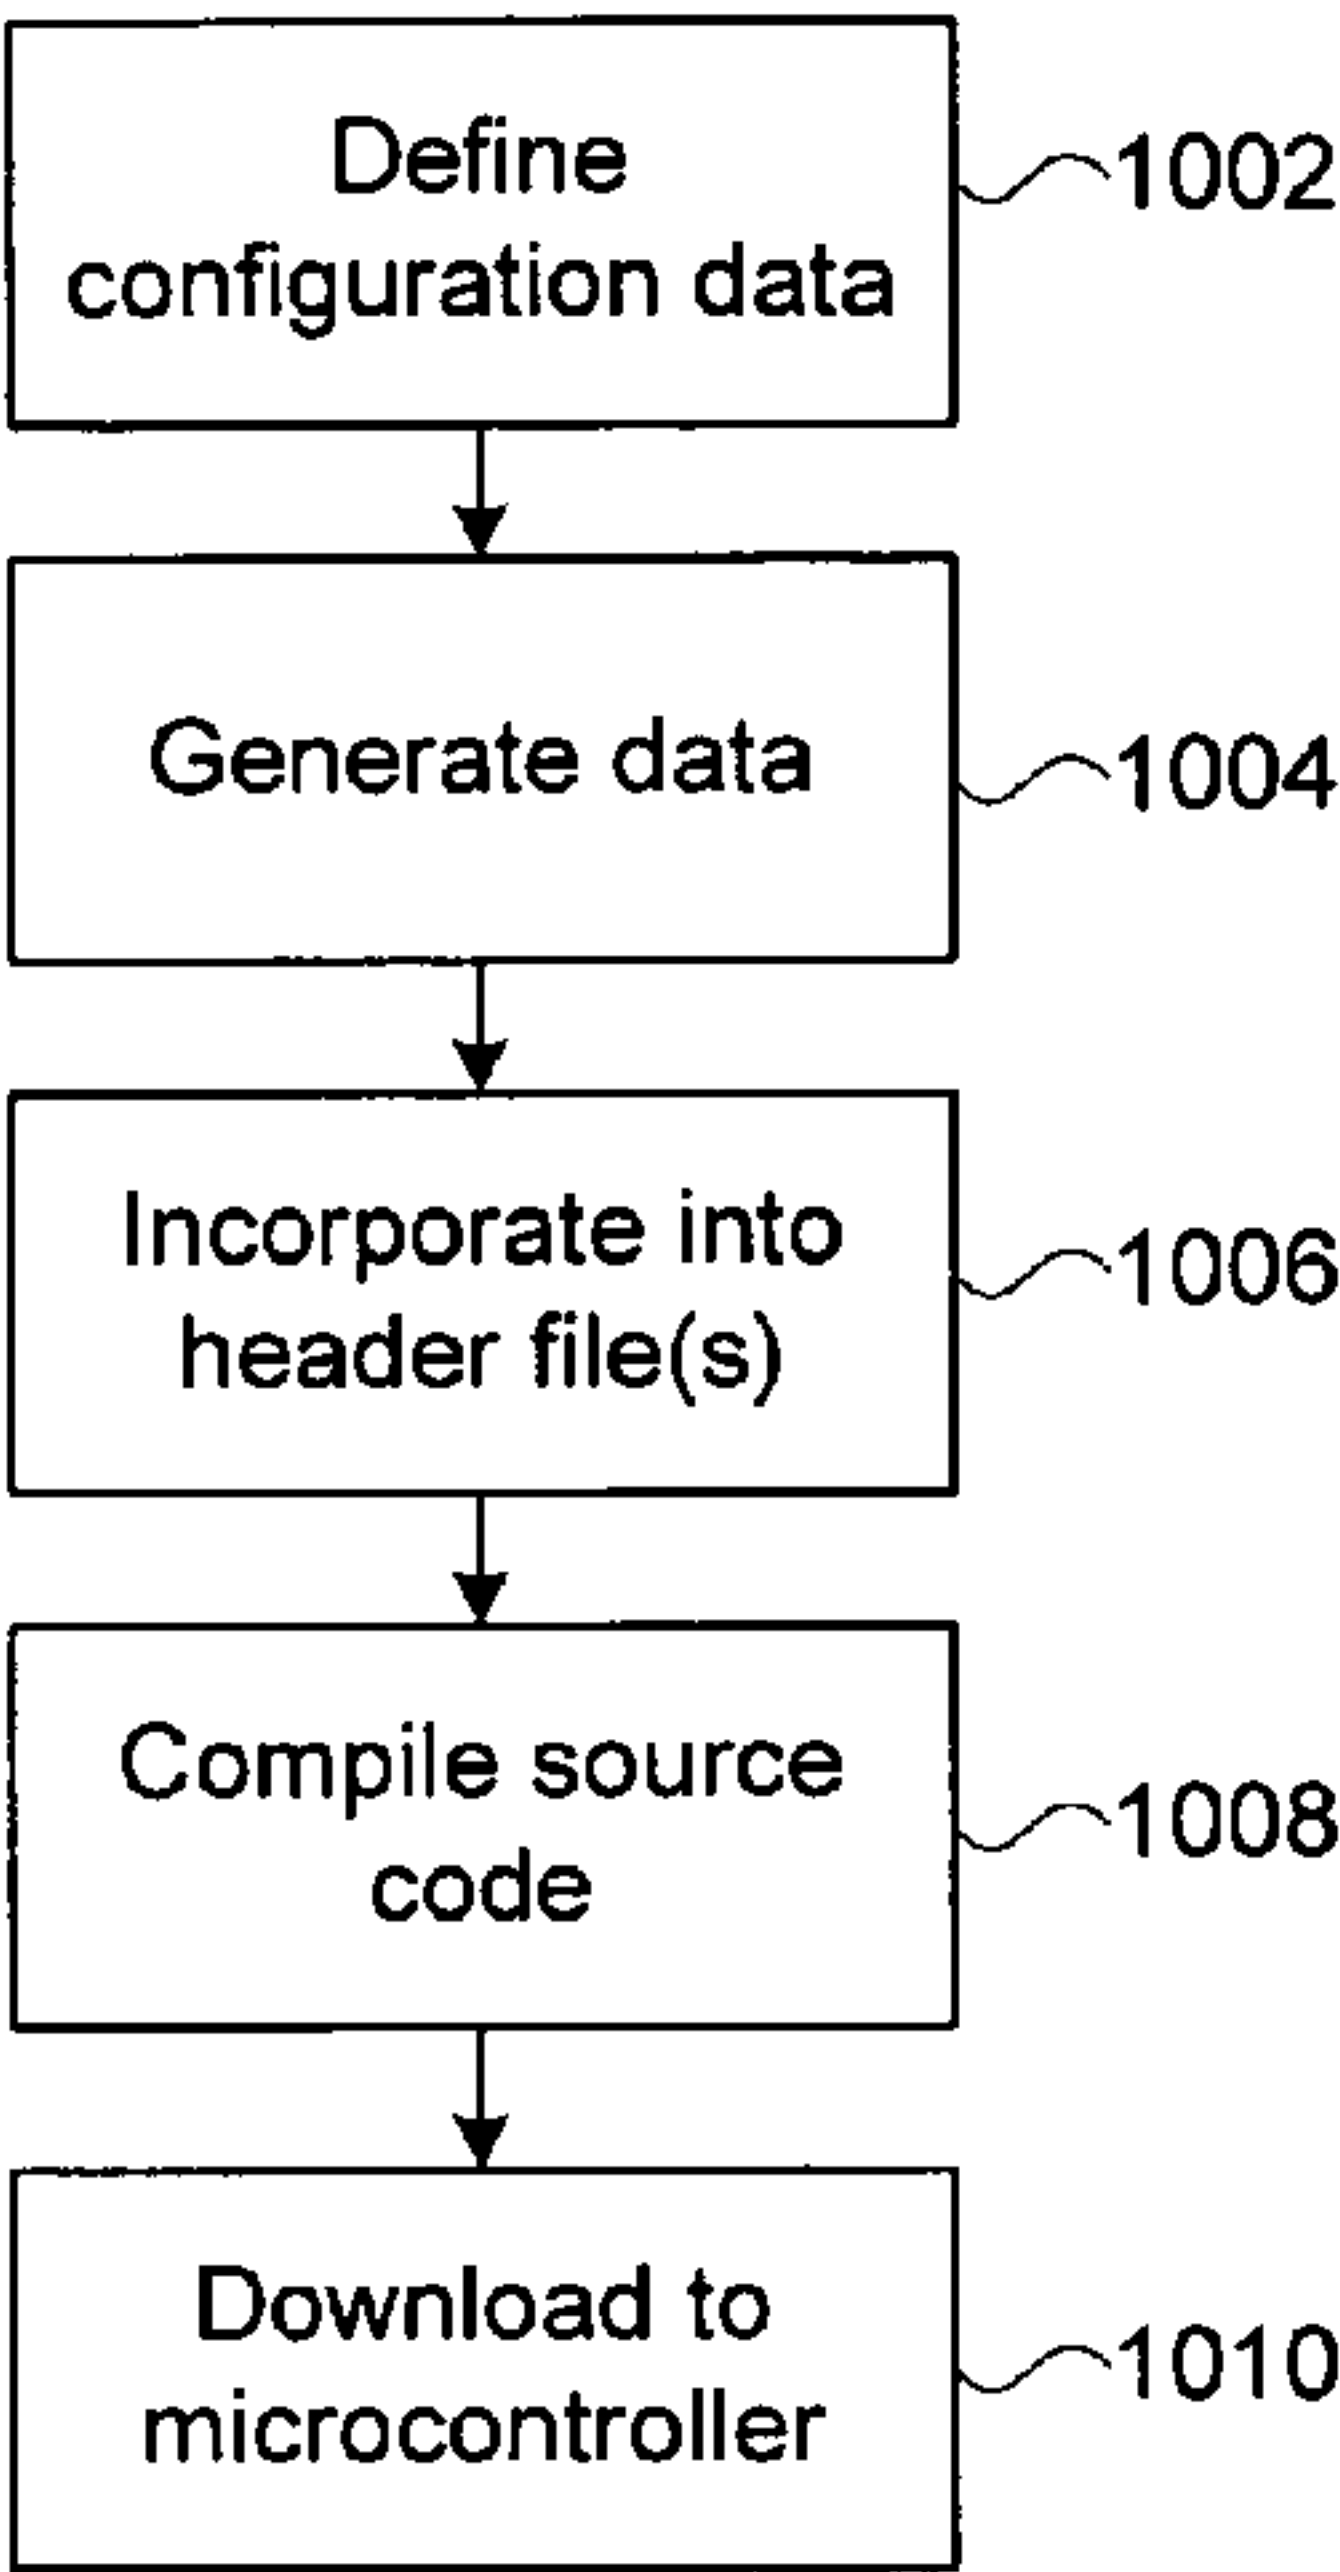 Define
configuration data
1002
Generate data
1004
Incorporate into
header file(s)
1006
Compile source
code
1008
Download to
microcontroller
1010